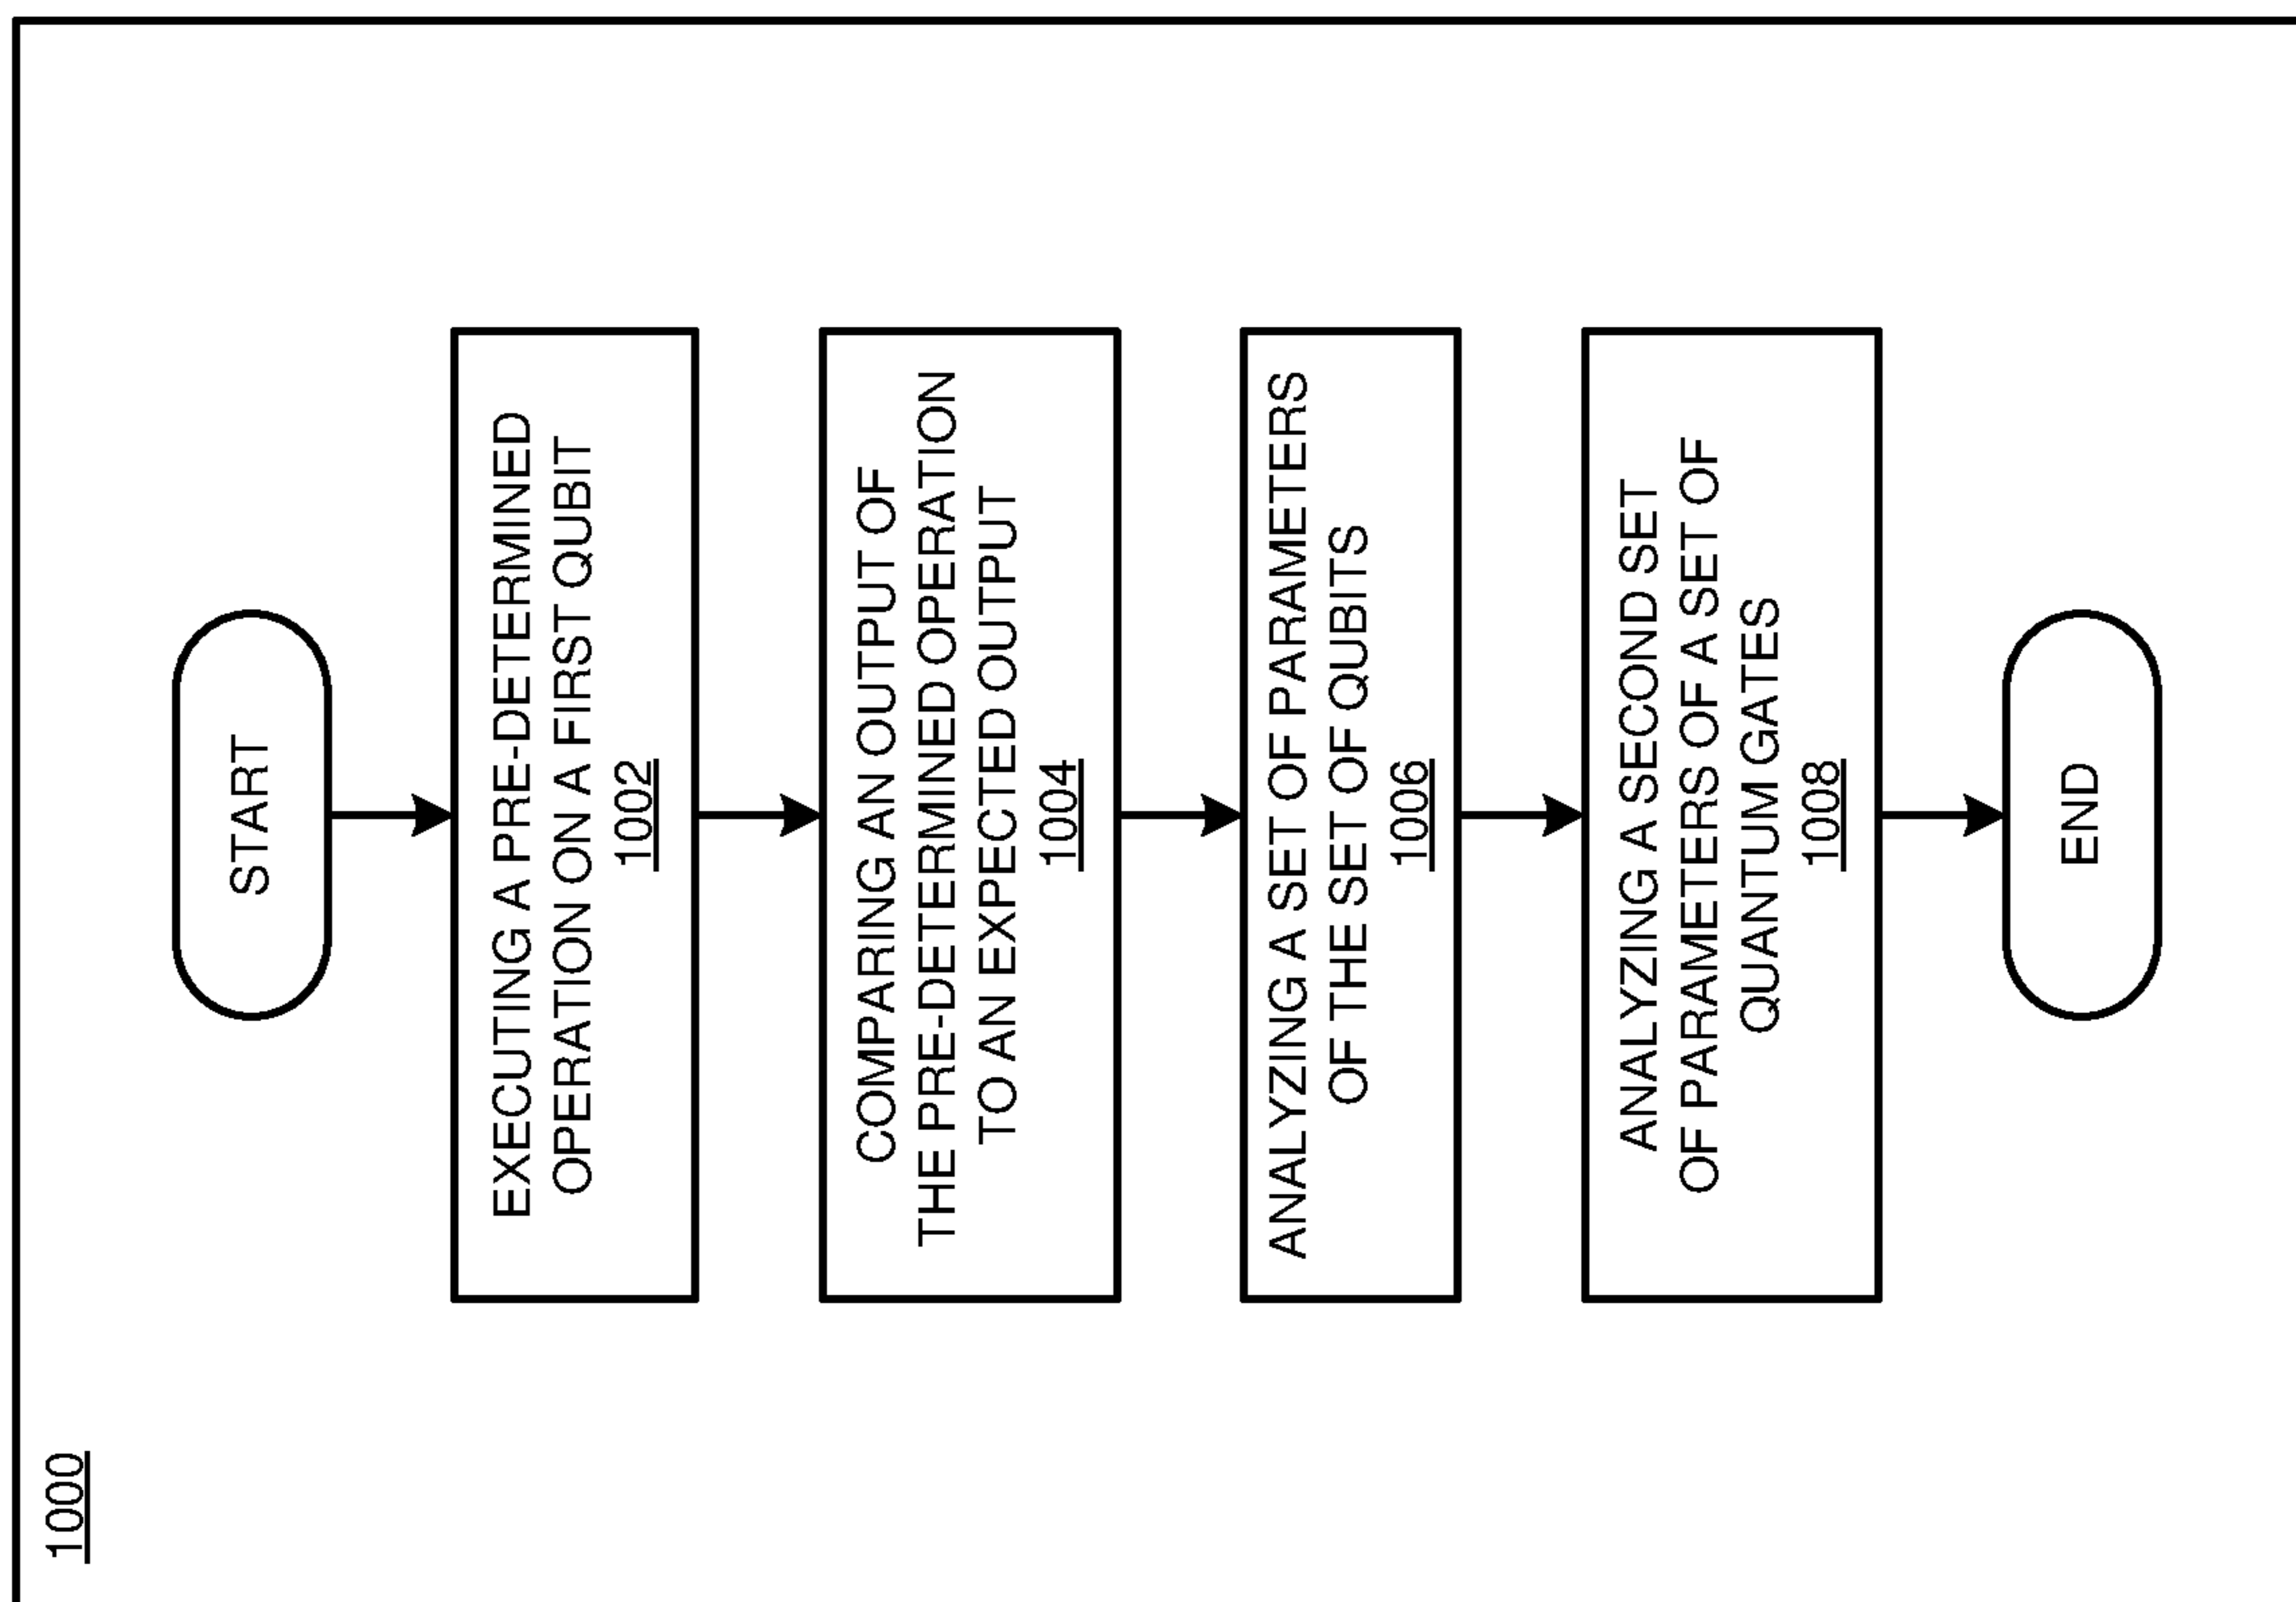 1000
START
EXECUTING A PRE-DETERMINED
OPERATION ON A FIRST QUBIT
1002
COMPARING AN OUTPUT OF
THE PRE-DETERMINED OPERATION
TO AN EXPECTED OUTPUT
1004
ANALYZING A SET OF PARAMETERS
OF THE SET OF QUBITS
1006
ANALYZING A SECOND SET
OF PARAMETERS OF A SET OF
QUANTUM GATES
1008
END